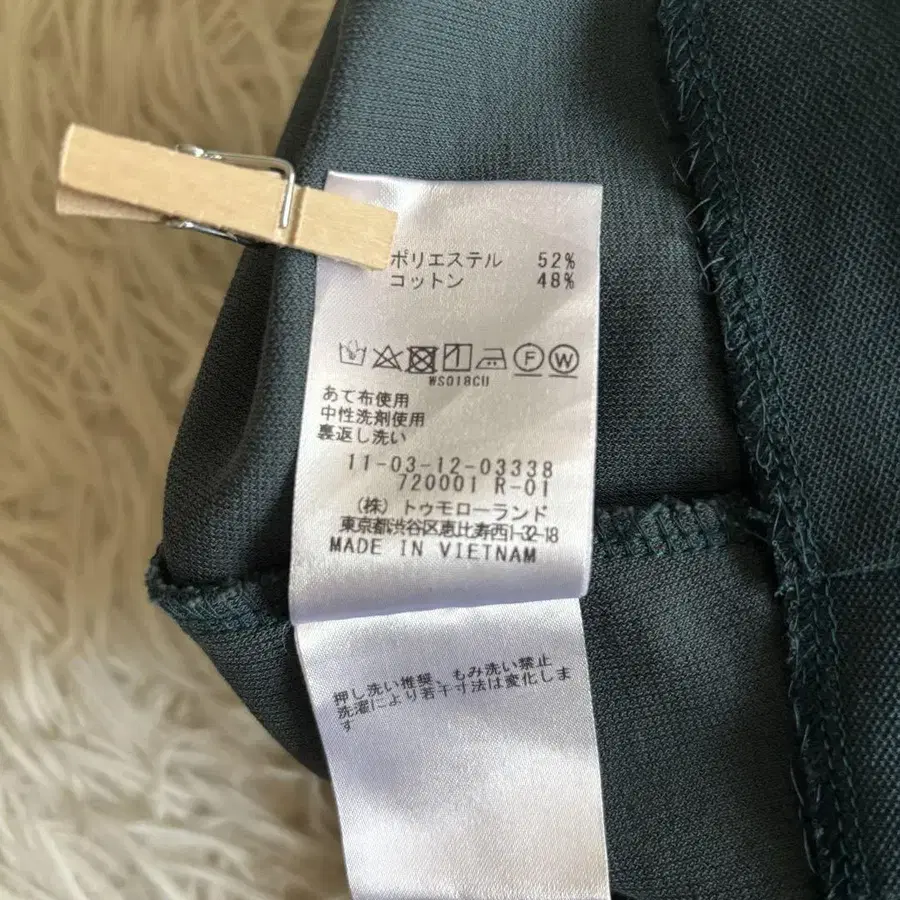 ポリエステル 52%
コットン 48%
F W
WS018CU
あて布使用
中性洗剤使用
裏返し洗い
11-03-12-03338
720001 R-01
(株) トゥモローランド
東京都渋谷区恵比寿西1-32-18
MADE IN VIETNAM
押し洗い推奨、もみ洗い禁止
洗濯により若干寸法は変化しま
す